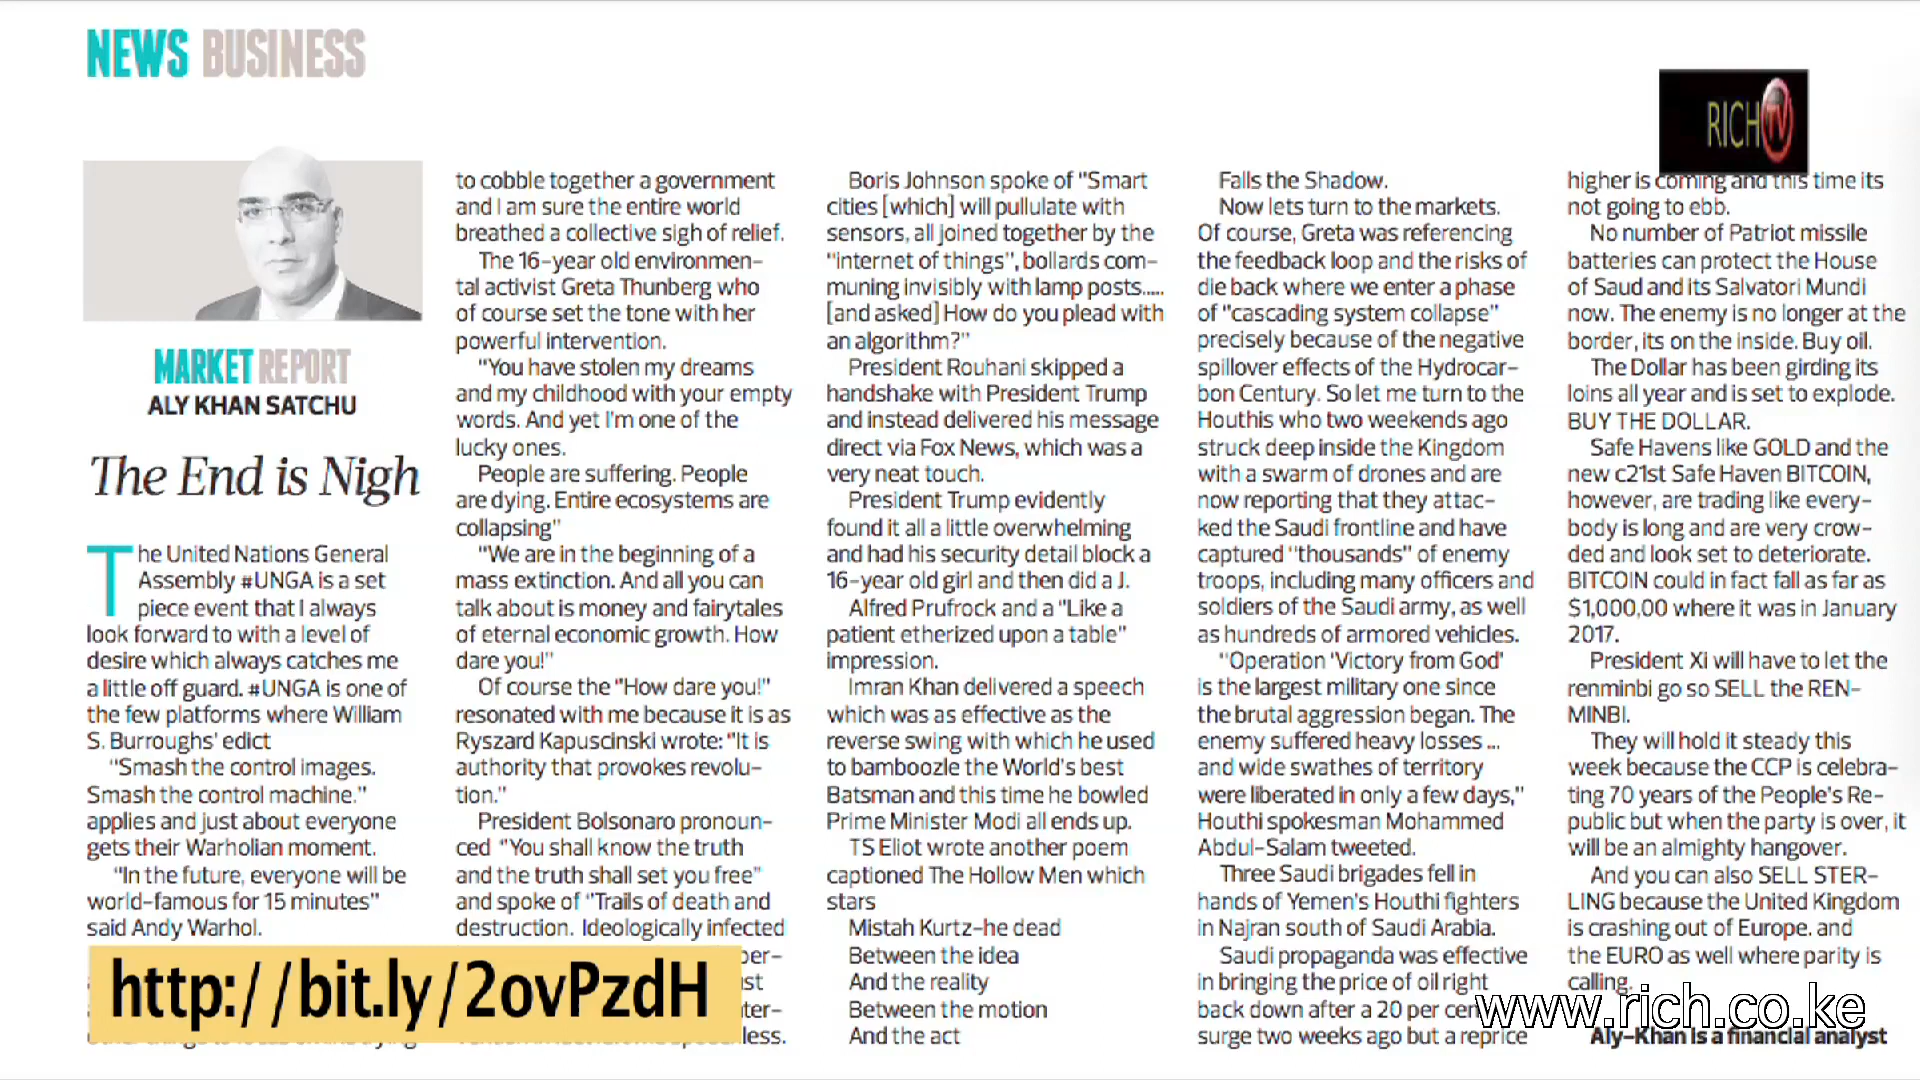 NEWS BUSINESS
RICH TV
MARKET REPORT
ALY KHAN SATCHU
The End is Nigh
The United Nations General
Assembly #UNGA is a set
piece event that I always
look forward to with a level of
desire which always catches me
a little off guard. #UNGA is one of
the few platforms where William
S. Burroughs' edict
"Smash the control images.
Smash the control machine."
applies and just about everyone
gets their Warholian moment.
"In the future, everyone will be
world-famous for 15 minutes"
said Andy Warhol.
http://bit.ly/2ovPzdH
to cobble together a government
and I am sure the entire world
breathed a collective sigh of relief.
The 16-year old environmen-
tal activist Greta Thunberg who
of course set the tone with her
powerful intervention.
"You have stolen my dreams
and my childhood with your empty
words. And yet I'm one of the
lucky ones.
People are suffering. People
are dying. Entire ecosystems are
collapsing"
"We are in the beginning of a
mass extinction. And all you can
talk about is money and fairytales
of eternal economic growth. How
dare you!"
Of course the "How dare you!"
resonated with me because it is as
Ryszard Kapuscinski wrote: "It is
authority that provokes revolu-
tion."
President Bolsonaro pronoun-
ced "You shall know the truth
and the truth shall set you free"
and spoke of "Trails of death and
destruction. Ideologically infected
Boris Johnson spoke of "Smart
cities [which] will pullulate with
sensors, all joined together by the
"internet of things", bollards com-
muning invisibly with lamp posts.....
[and asked] How do you plead with
an algorithm?"
President Rouhani skipped a
handshake with President Trump
and instead delivered his message
direct via Fox News, which was a
very neat touch.
President Trump evidently
found it all a little overwhelming
and had his security detail block a
16-year old girl and then did a J.
Alfred Prufrock and a "Like a
patient etherized upon a table"
impression.
Imran Khan delivered a speech
which was as effective as the
reverse swing with which he used
to bamboozle the World's best
Batsman and this time he bowled
Prime Minister Modi all ends up.
TS Eliot wrote another poem
captioned The Hollow Men which
stars
Mistah Kurtz-he dead
Between the idea
And the reality
Between the motion
And the act
Falls the Shadow.
Now lets turn to the markets.
Of course, Greta was referencing
the feedback loop and the risks of
die back where we enter a phase
of "cascading system collapse"
precisely because of the negative
spillover effects of the Hydrocar-
bon Century. So let me turn to the
Houthis who two weekends ago
struck deep inside the Kingdom
with a swarm of drones and are
now reporting that they attac-
ked the Saudi frontline and have
captured "thousands" of enemy
troops, including many officers and
soldiers of the Saudi army, as well
as hundreds of armored vehicles.
"Operation 'Victory from God'
is the largest military one since
the brutal aggression began. The
enemy suffered heavy losses ...
and wide swathes of territory
were liberated in only a few days,"
Houthi spokesman Mohammed
Abdul-Salam tweeted.
Three Saudi brigades fell in
hands of Yemen's Houthi fighters
in Najran south of Saudi Arabia.
Saudi propaganda was effective
in bringing the price of oil right
back down after a 20 per cent
surge two weeks ago but a reprice
higher is coming and this time its
not going to ebb.
No number of Patriot missile
batteries can protect the House
of Saud and its Salvatori Mundi
now. The enemy is no longer at the
border, its on the inside. Buy oil.
The Dollar has been girding its
loins all year and is set to explode.
BUY THE DOLLAR.
Safe Havens like GOLD and the
new c21st Safe Haven BITCOIN,
however, are trading like every-
body is long and are very crow-
ded and look set to deteriorate.
BITCOIN could in fact fall as far as
$1,000,00 where it was in January
2017.
President Xi will have to let the
renminbi go so SELL the REN-
MINBI.
They will hold it steady this
week because the CCP is celebra-
ting 70 years of the People's Re-
public but when the party is over, it
will be an almighty hangover.
And you can also SELL STER-
LING because the United Kingdom
is crashing out of Europe. and
the EURO as well where parity is
calling.
www.rich.co.ke
Aly-Khan is a financial analyst